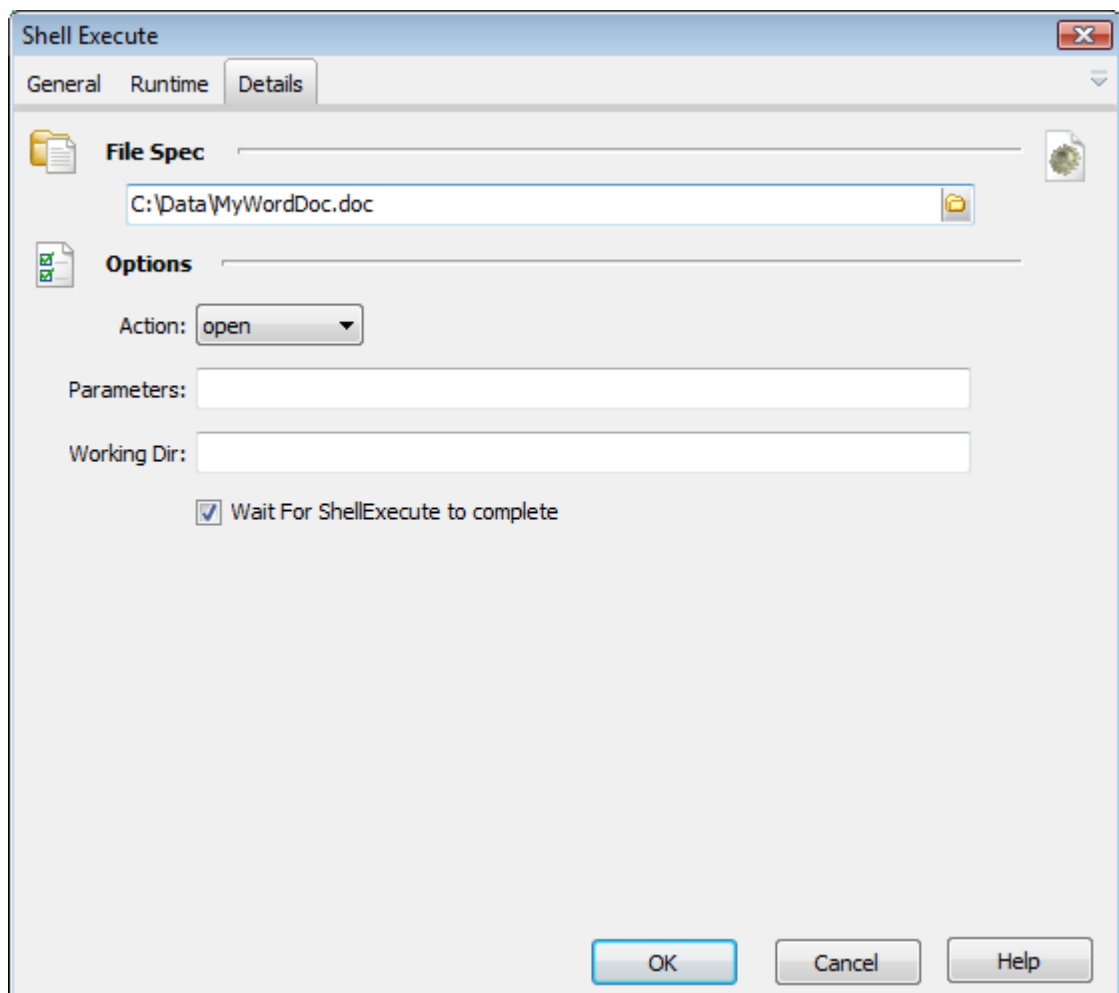 Shell Execute
General Runtime Details
File Spec
C:\Data\MyWordDoc.doc
Options
Action: open
Parameters:
Working Dir:
Wait For ShellExecute to complete
OK Cancel Help